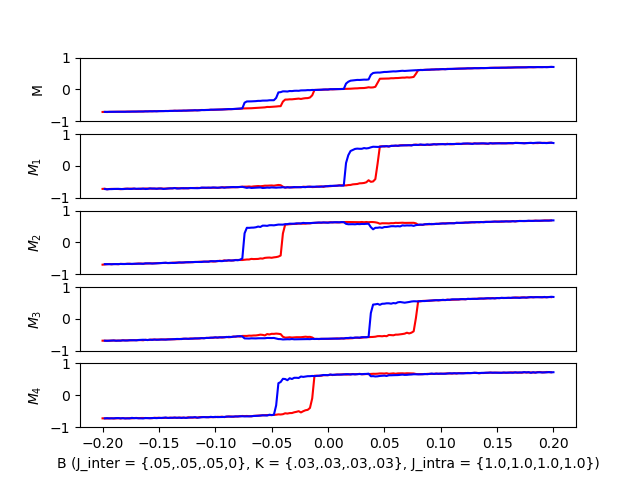 1
0
−1
M
1
0
−1
M₁
1
0
−1
M₂
1
0
−1
M₃
1
0
−1
M₄
−0.20 −0.15 −0.10 −0.05 0.00 0.05 0.10 0.15 0.20
B (J_inter = {.05,.05,.05,0}, K = {.03,.03,.03,.03}, J_intra = {1.0,1.0,1.0,1.0})